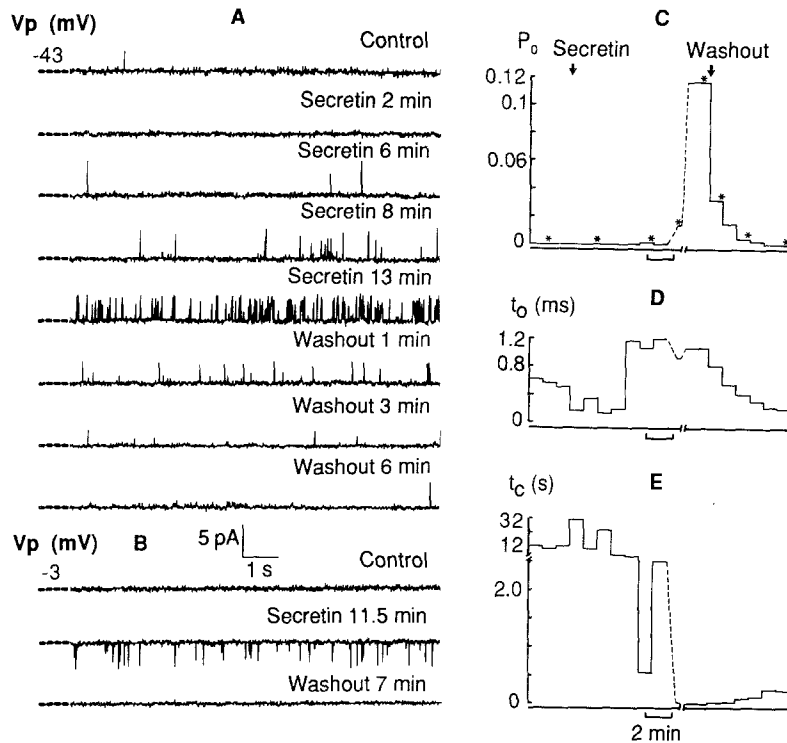 A
Vp (mV)
-43
Control
Secretin 2 min
Secretin 6 min
Secretin 8 min
Secretin 13 min
Washout 1 min
Washout 3 min
Washout 6 min
Vp (mV) B
5 pA
1 s
-3
Control
Secretin 11.5 min
Washout 7 min
C
Po Secretin Washout
0.12
0.1
0.06
0
* * * * * * * *
D
to (ms)
1.2
0.8
0
E
tc (s)
32
12
2.0
0
2 min